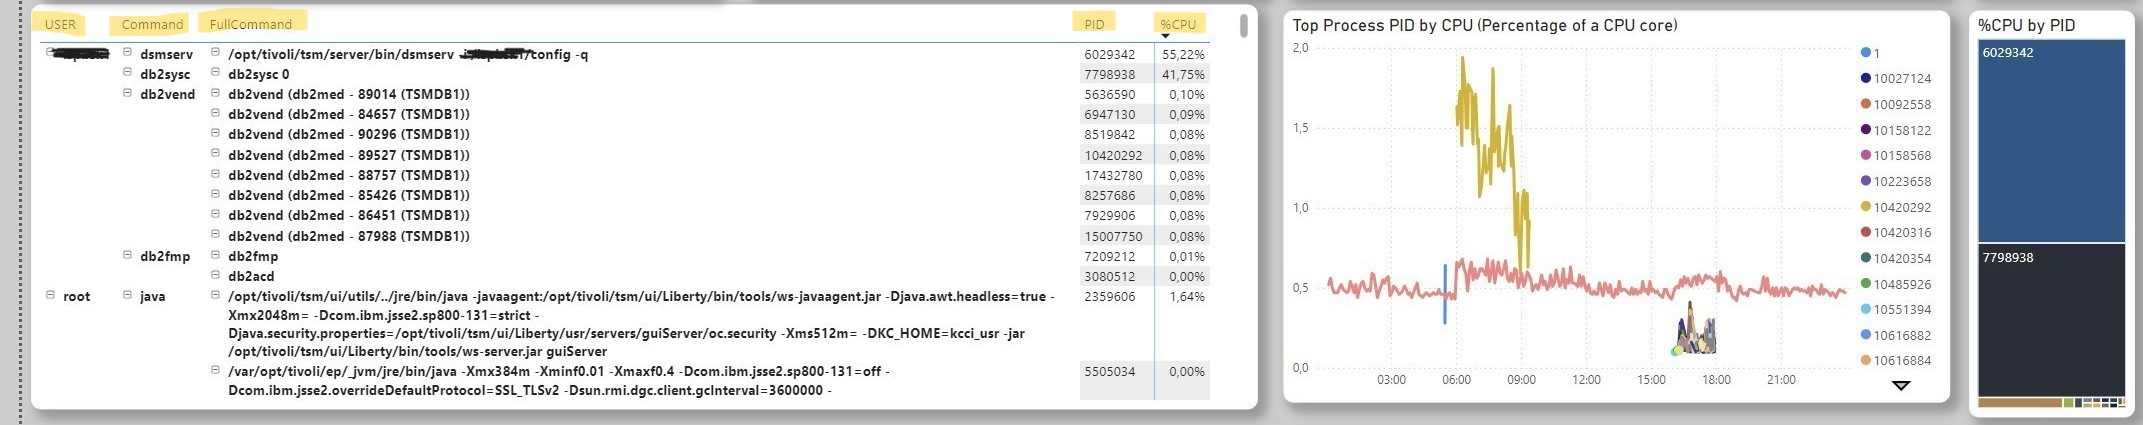 USER Command FullCommand PID %CPU
dsmserv /opt/tivoli/tsm/server/bin/dsmserv /config -q 6029342 55,22%
db2sysc db2sysc 0 7798938 41,75%
db2vend db2vend (db2med - 89014 (TSMDB1)) 5636590 0,10%
db2vend (db2med - 84657 (TSMDB1)) 6947130 0,09%
db2vend (db2med - 90296 (TSMDB1)) 8519842 0,08%
db2vend (db2med - 89527 (TSMDB1)) 10420292 0,08%
db2vend (db2med - 88757 (TSMDB1)) 17432780 0,08%
db2vend (db2med - 85426 (TSMDB1)) 8257686 0,08%
db2vend (db2med - 86451 (TSMDB1)) 7929906 0,08%
db2vend (db2med - 87988 (TSMDB1)) 15007750 0,08%
db2fmp db2fmp 7209212 0,01%
db2acd 3080512 0,00%
root java /opt/tivoli/tsm/ui/utils/../jre/bin/java -javaagent:/opt/tivoli/tsm/ui/Liberty/bin/tools/ws-javaagent.jar -Djava.awt.headless=true - 2359606 1,64%
Xmx2048m= -Dcom.ibm.jsse2.sp800-131=strict -
Djava.security.properties=/opt/tivoli/tsm/ui/Liberty/usr/servers/guiServer/oc.security -Xms512m= -DKC_HOME=kcci_usr -jar
/opt/tivoli/tsm/ui/Liberty/bin/tools/ws-server.jar guiServer
/var/opt/tivoli/ep/_jvm/jre/bin/java -Xmx384m -Xminf0.01 -Xmaxf0.4 -Dcom.ibm.jsse2.sp800-131=off - 5505034 0,00%
Dcom.ibm.jsse2.overrideDefaultProtocol=SSL_TLSv2 -Dsun.rmi.dgc.client.gcInterval=3600000 -
Top Process PID by CPU (Percentage of a CPU core)
2,0
1,5
1,0
0,5
0,0
03:00 06:00 09:00 12:00 15:00 18:00 21:00
1
10027124
10092558
10158122
10158568
10223658
10420292
10420316
10420354
10485926
10551394
10616882
10616884
%CPU by PID
6029342
7798938